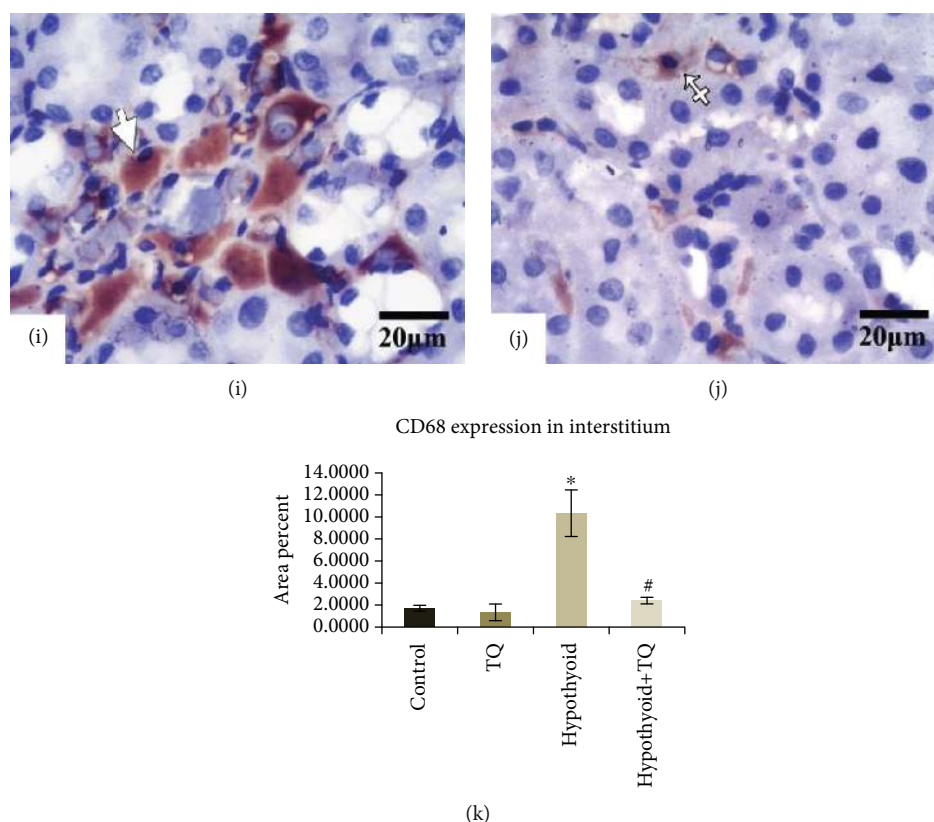 (i)
20μm
(j)
20μm
(i)
(j)
CD68 expression in interstitium
Area percent
14.0000
12.0000
10.0000
8.0000
6.0000
4.0000
2.0000
0.0000
*
#
Control
TQ
Hypothyoid
Hypothyoid+TQ
(k)